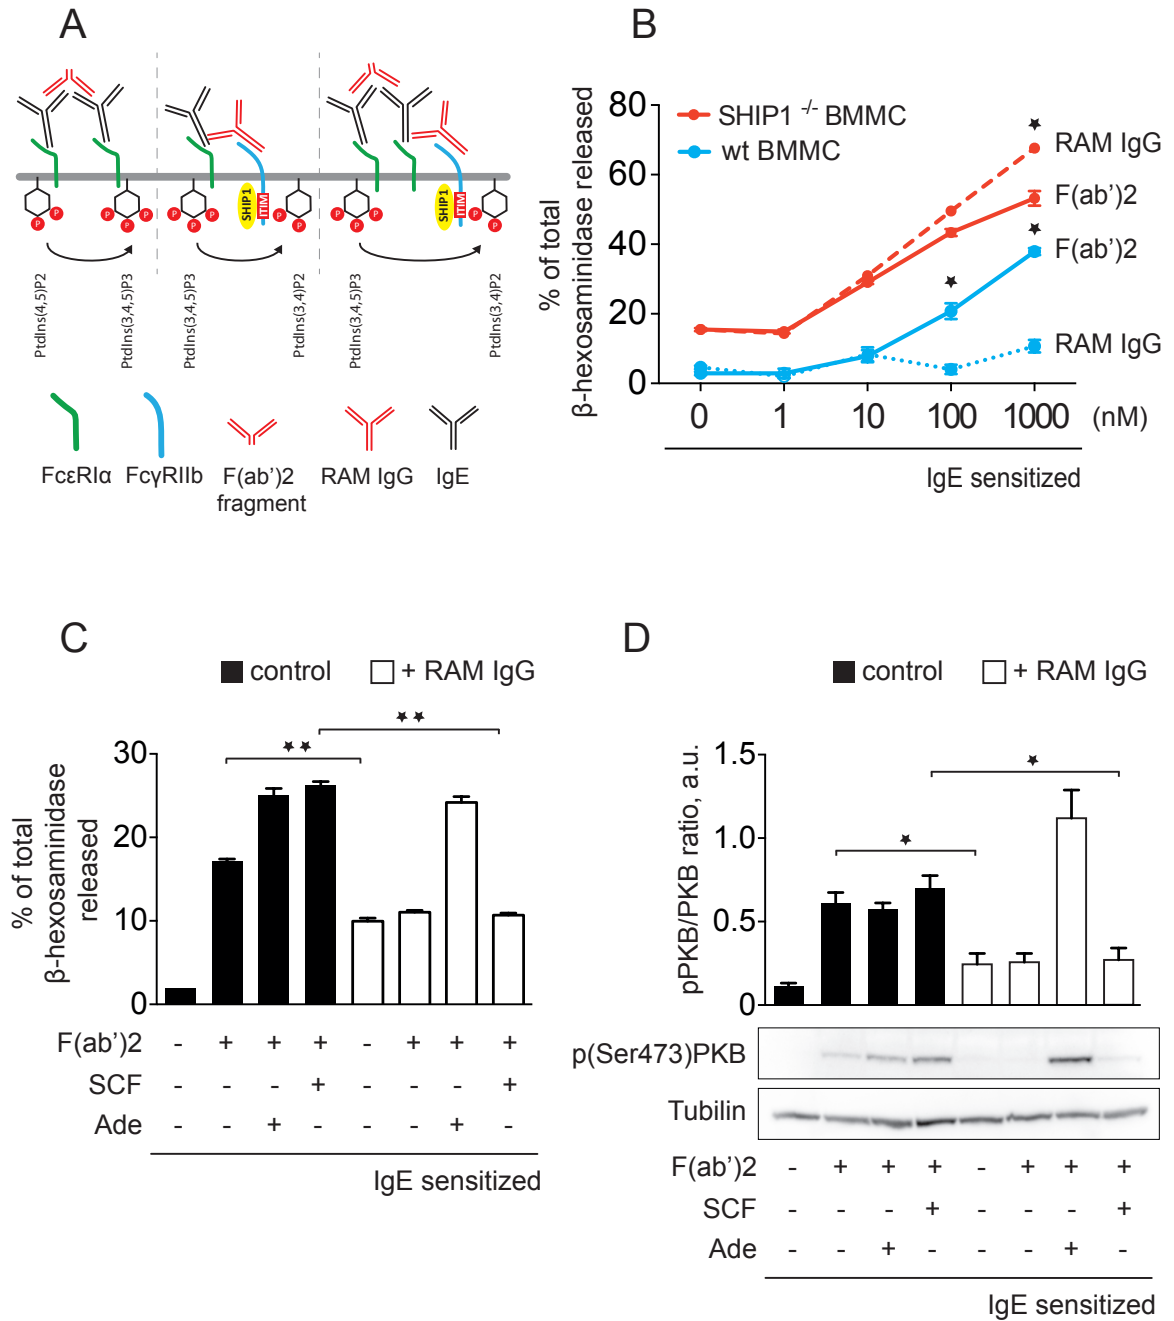 A
P
P
P
P
P
P
P
P
SHIP1
ITIM
P
P
P
P
P
SHIP1
ITIM
P
P
PtdIns(4,5)P2
PtdIns(3,4,5)P3
PtdIns(3,4,5)P3
PtdIns(3,4)P2
PtdIns(3,4,5)P3
PtdIns(3,4)P2
FcεRIα
FcγRIIb
F(ab')2
fragment
RAM IgG
IgE
B
% of total
β-hexosaminidase released
80
60
40
20
0
SHIP1 -/- BMMC
wt BMMC
RAM IgG
F(ab')2
F(ab')2
RAM IgG
0 1 10 100 1000 (nM)
IgE sensitized
C
control + RAM IgG
% of total
β-hexosaminidase
released
30
20
10
0
F(ab')2 - + + + - + + +
SCF - - - + - - - +
Ade - - + - - - + -
IgE sensitized
D
control + RAM IgG
pPKB/PKB ratio, a.u.
1.5
1.0
0.5
0
p(Ser473)PKB
Tubilin
F(ab')2 - + + + - + + +
SCF - - - + - - - +
Ade - - + - - - + -
IgE sensitized